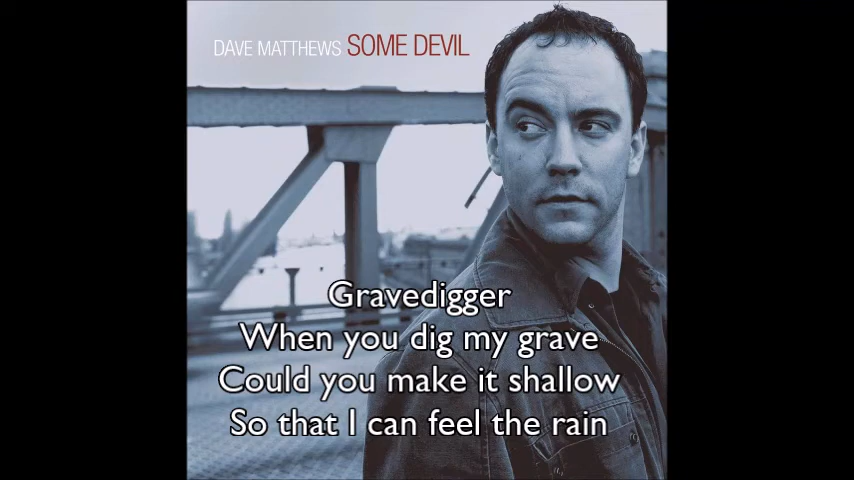 DAVE MATTHEWS SOME DEVIL
Gravedigger
When you dig my grave
Could you make it shallow
So that I can feel the rain